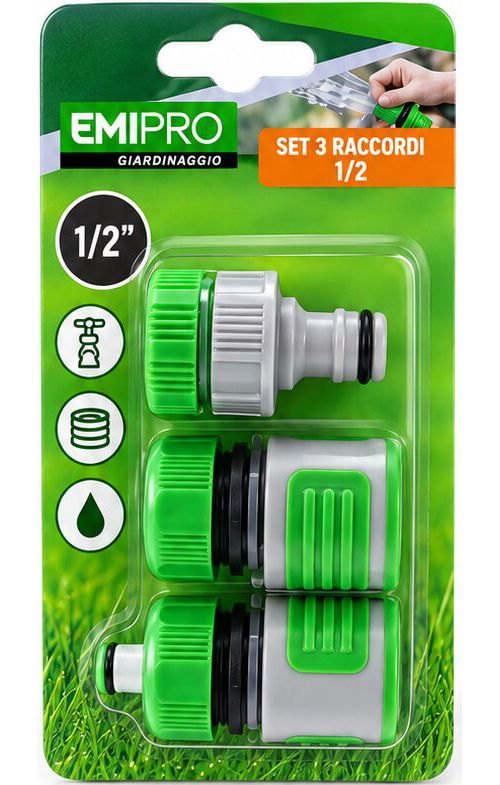 EMIPRO
GIARDINAGGIO
SET 3 RACCORDI
1/2
1/2”